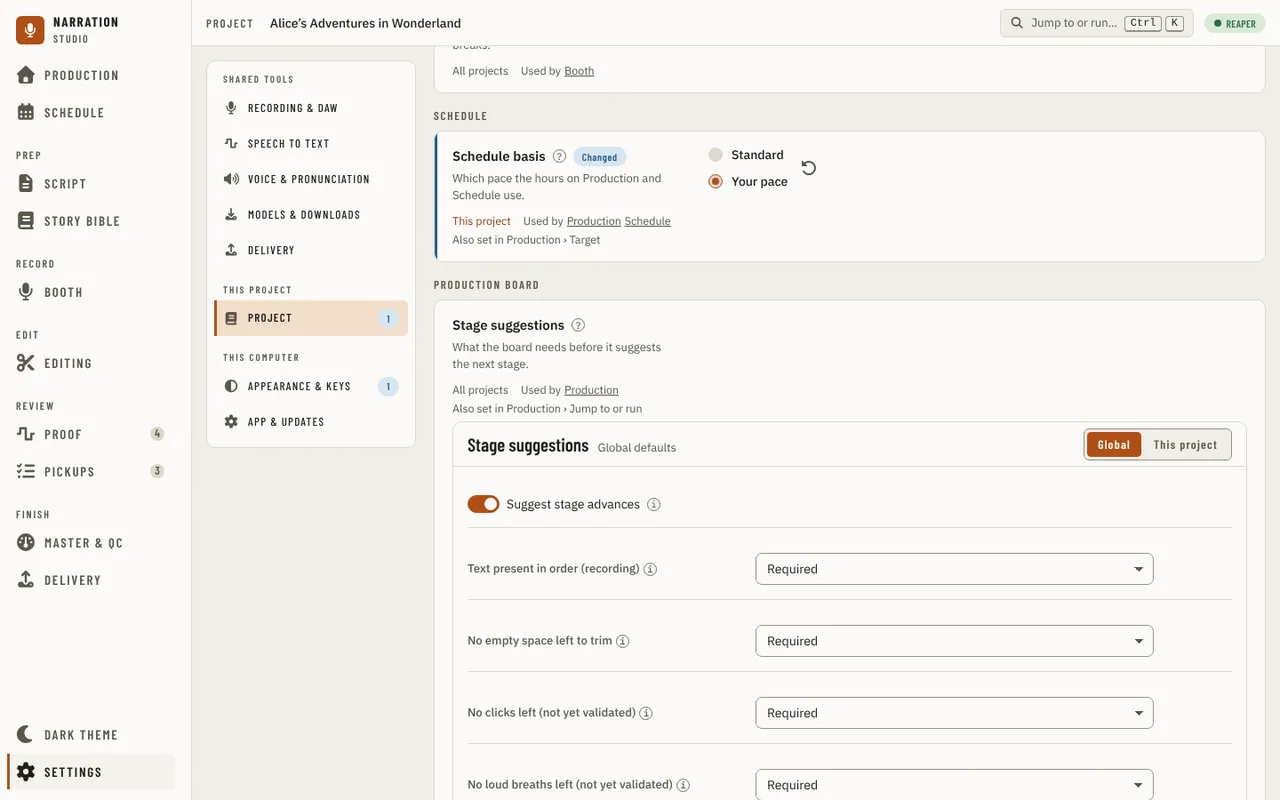 NARRATION
STUDIO
PRODUCTION
SCHEDULE
PREP
SCRIPT
STORY BIBLE
RECORD
BOOTH
EDIT
EDITING
REVIEW
PROOF 4
PICKUPS 3
FINISH
MASTER & QC
DELIVERY
DARK THEME
SETTINGS
PROJECT Alice's Adventures in Wonderland
Jump to or run... Ctrl K
REAPER
SHARED TOOLS
RECORDING & DAW
SPEECH TO TEXT
VOICE & PRONUNCIATION
MODELS & DOWNLOADS
DELIVERY
THIS PROJECT
PROJECT 1
THIS COMPUTER
APPEARANCE & KEYS 1
APP & UPDATES
breaks.
All projects Used by Booth
SCHEDULE
Schedule basis ? Changed
Which pace the hours on Production and
Schedule use.
This project Used by Production Schedule
Also set in Production › Target
Standard
Your pace
PRODUCTION BOARD
Stage suggestions ?
What the board needs before it suggests
the next stage.
All projects Used by Production
Also set in Production › Jump to or run
Stage suggestions Global defaults
Global This project
Suggest stage advances i
Text present in order (recording) i Required
No empty space left to trim i Required
No clicks left (not yet validated) i Required
No loud breaths left (not yet validated) i Required